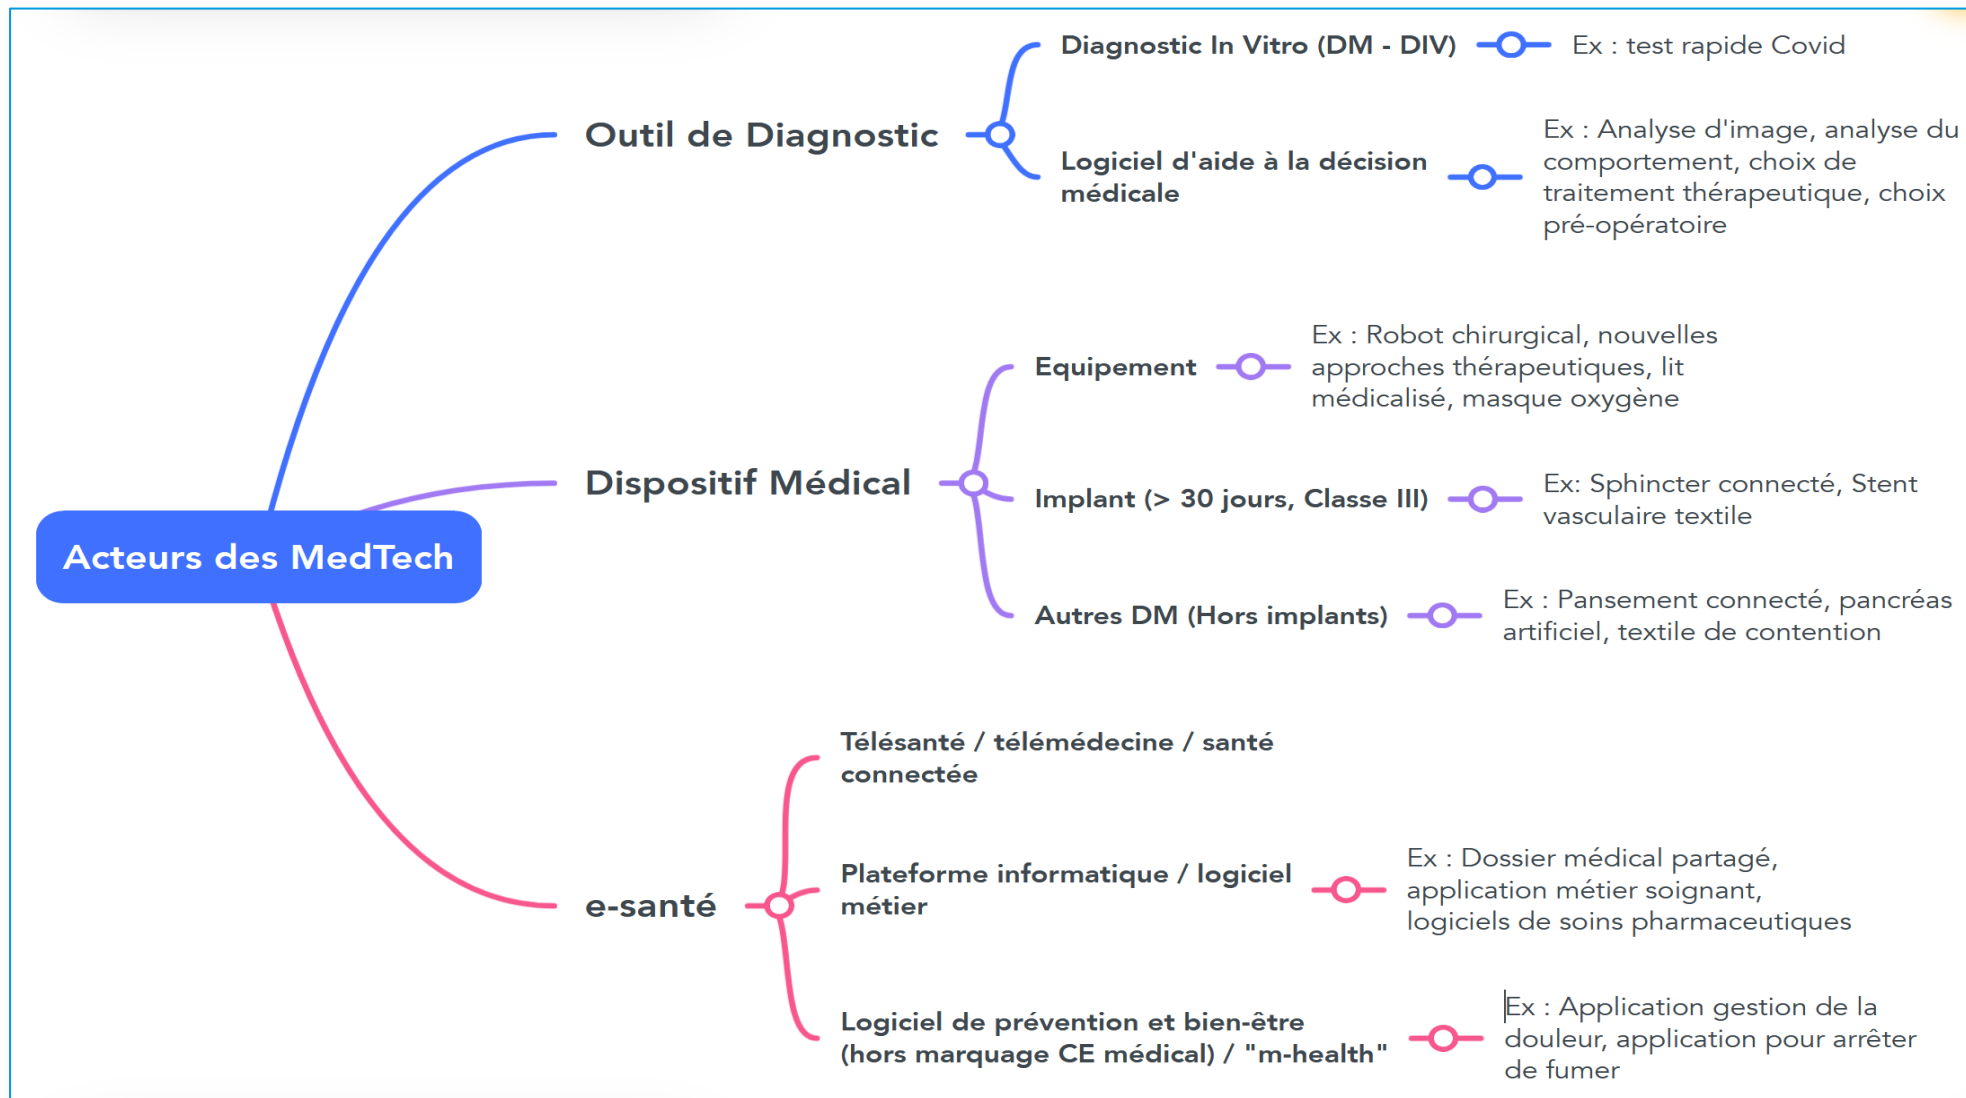 Acteurs des MedTech
Outil de Diagnostic
Diagnostic In Vitro (DM - DIV)
Ex : test rapide Covid
Logiciel d'aide à la décision
médicale
Ex : Analyse d'image, analyse du
comportement, choix de
traitement thérapeutique, choix
pré-opératoire
Dispositif Médical
Equipement
Ex : Robot chirurgical, nouvelles
approches thérapeutiques, lit
médicalisé, masque oxygène
Implant (> 30 jours, Classe III)
Ex: Sphincter connecté, Stent
vasculaire textile
Autres DM (Hors implants)
Ex : Pansement connecté, pancréas
artificiel, textile de contention
e-santé
Télésanté / télémédecine / santé
connectée
Plateforme informatique / logiciel
métier
Ex : Dossier médical partagé,
application métier soignant,
logiciels de soins pharmaceutiques
Logiciel de prévention et bien-être
(hors marquage CE médical) / "m-health"
Ex : Application gestion de la
douleur, application pour arrêter
de fumer